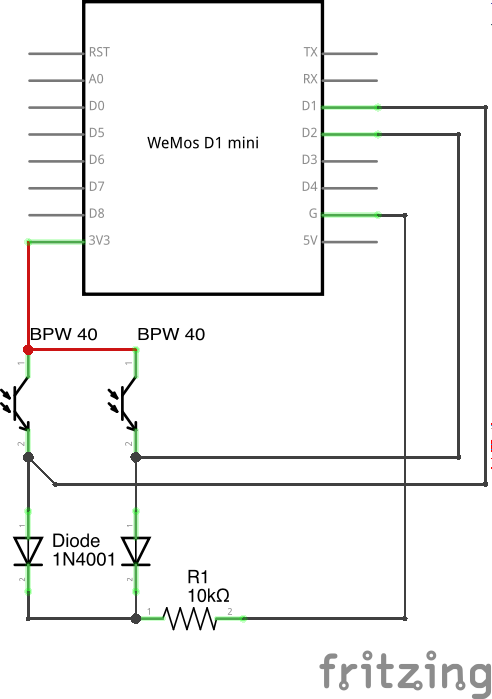 RST TX
A0 RX
D0 D1
D5 WeMos D1 mini D2
D6 D3
D7 D4
D8 G
3V3 5V
BPW 40 BPW 40
1 1
2 2
1 1
Diode
1N4001
2 2
R1
10kΩ
1 2
fritzing